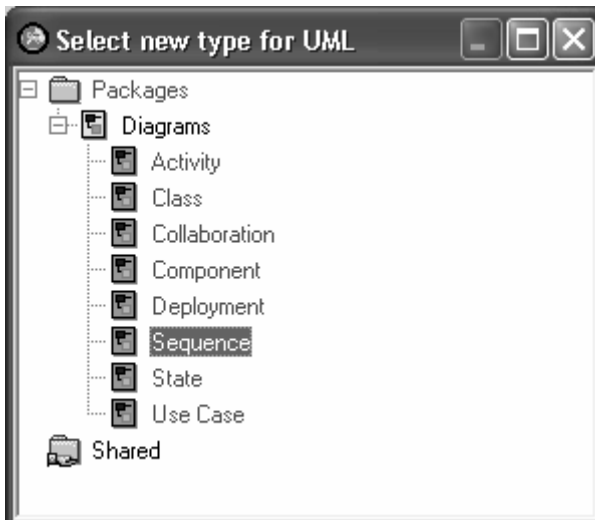 Select new type for UML
Packages
Diagrams
Activity
Class
Collaboration
Component
Deployment
Sequence
State
Use Case
Shared